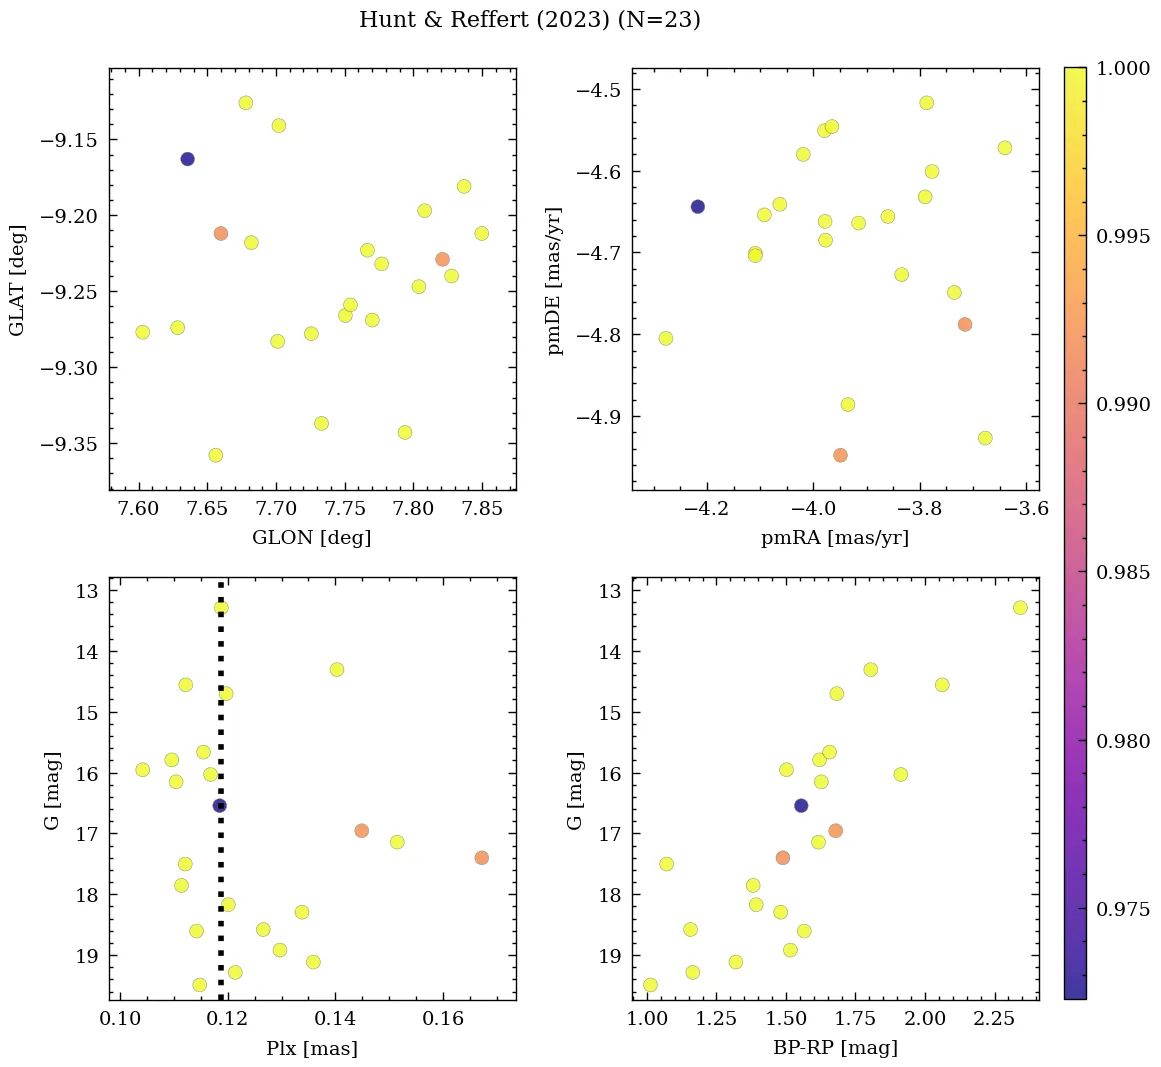 Hunt & Reffert (2023) (N=23)
−9.15
−9.20
−9.25
−9.30
−9.35
GLAT [deg]
7.60 7.65 7.70 7.75 7.80 7.85
GLON [deg]
−4.5
−4.6
−4.7
−4.8
−4.9
pmDE [mas/yr]
−4.2 −4.0 −3.8 −3.6
pmRA [mas/yr]
13
14
15
16
17
18
19
G [mag]
0.10 0.12 0.14 0.16
Plx [mas]
13
14
15
16
17
18
19
G [mag]
1.00 1.25 1.50 1.75 2.00 2.25
BP-RP [mag]
1.000
0.995
0.990
0.985
0.980
0.975